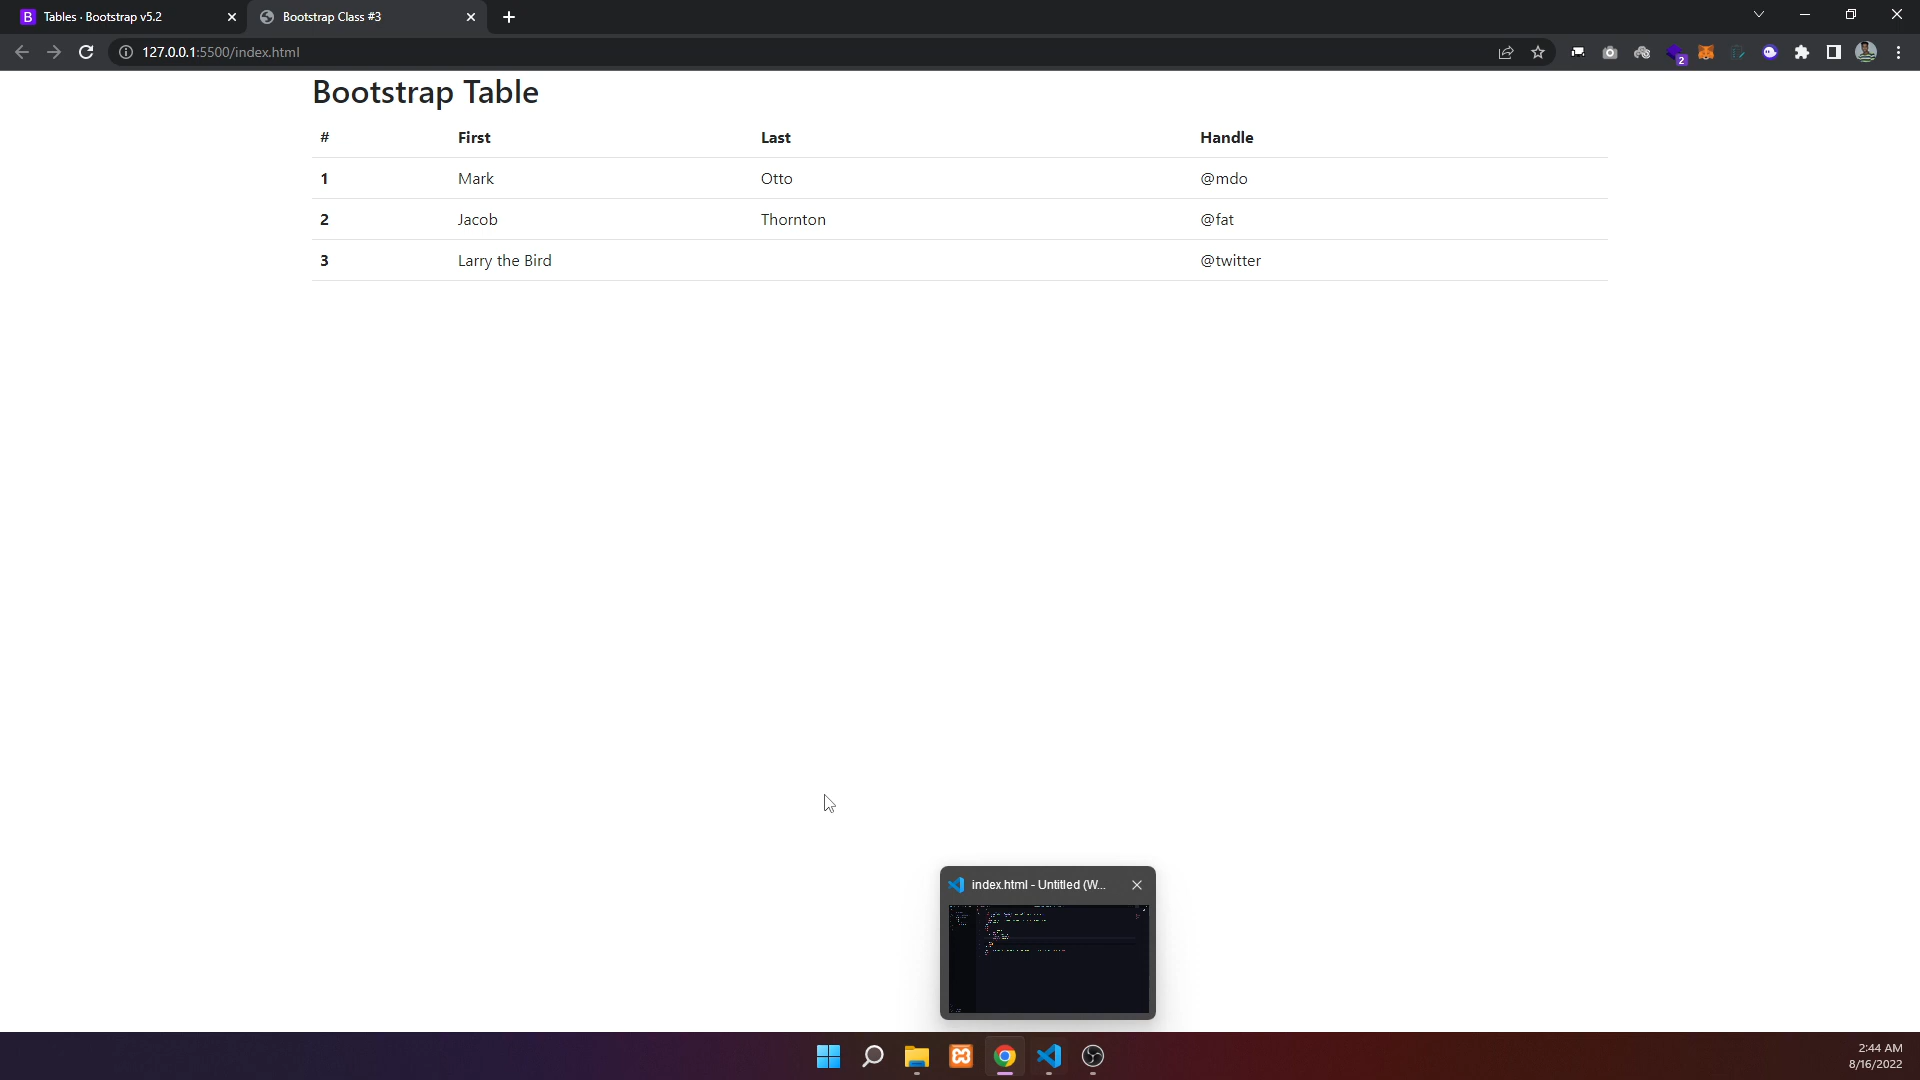 Tables · Bootstrap v5.2
Bootstrap Class #3
127.0.0.1:5500/index.html
2
Bootstrap Table
# First Last Handle
1 Mark Otto @mdo
2 Jacob Thornton @fat
3 Larry the Bird @twitter
index.html - Untitled (W...
2:44 AM
8/16/2022